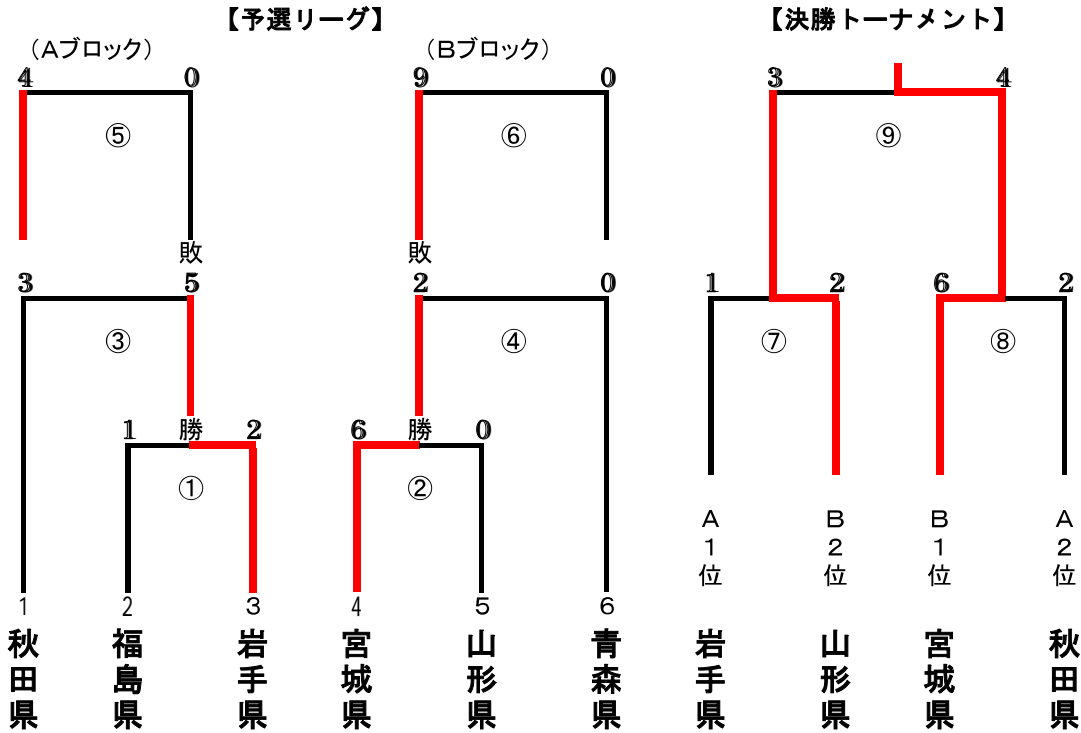 【予選リーグ】
【決勝トーナメント】
（Aブロック）
（Bブロック）
4 0 9 0 3 4
⑤ ⑥ ⑨
敗 敗
3 5 2 0 1 2 6 2
③ ④ ⑦ ⑧
1 勝 2 6 勝 0
① ②
A1位 B2位 B1位 A2位
1 2 3 4 5 6
秋田県 福島県 岩手県 宮城県 山形県 青森県 岩手県 山形県 宮城県 秋田県